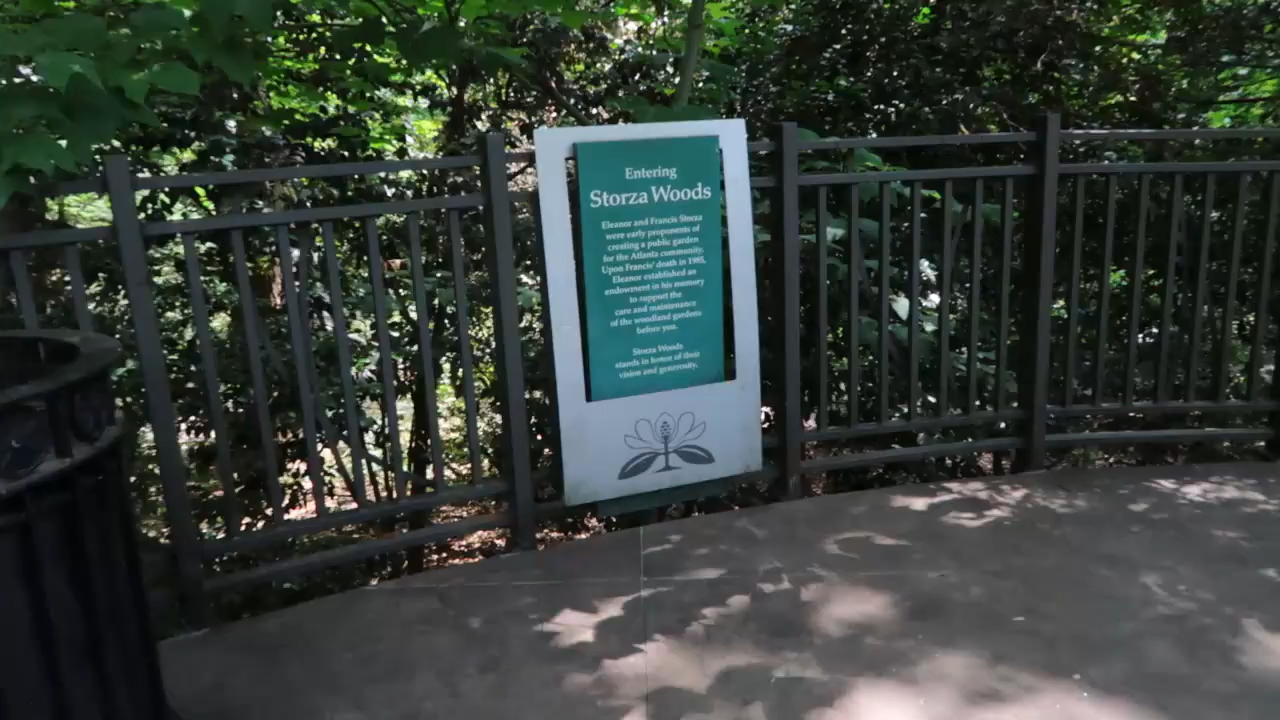 Entering
Storza Woods
Eleanor and Francis Storza
were early proponents of
creating a public garden
for the Atlanta community.
Upon Francis' death in 1985,
Eleanor established an
endowment in his memory
to support the
care and maintenance
of the woodland gardens
before you.
Storza Woods
stands in honor of their
vision and generosity.